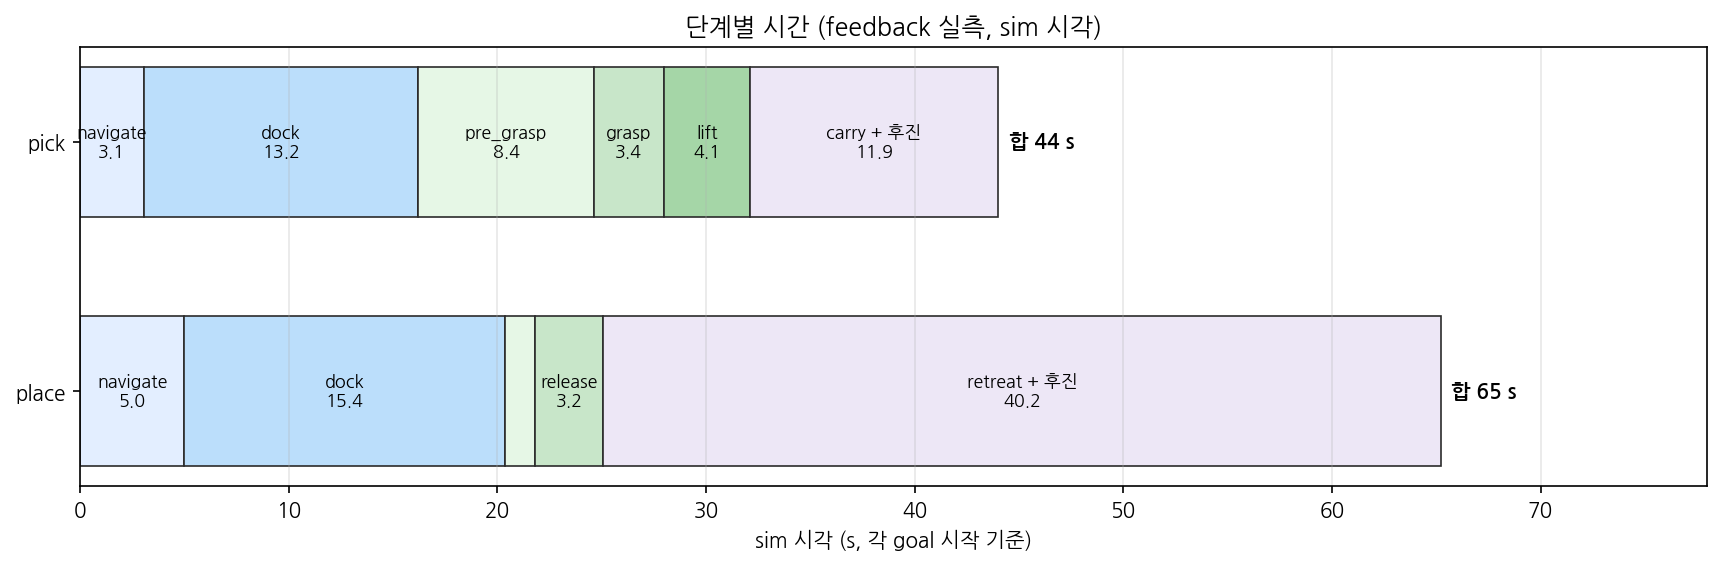 단계별 시간 (feedback 실측, sim 시각)
pick
navigate
3.1
dock
13.2
pre_grasp
8.4
grasp
3.4
lift
4.1
carry + 후진
11.9
합 44 s
place
navigate
5.0
dock
15.4
release
3.2
retreat + 후진
40.2
합 65 s
0 10 20 30 40 50 60 70
sim 시각 (s, 각 goal 시작 기준)